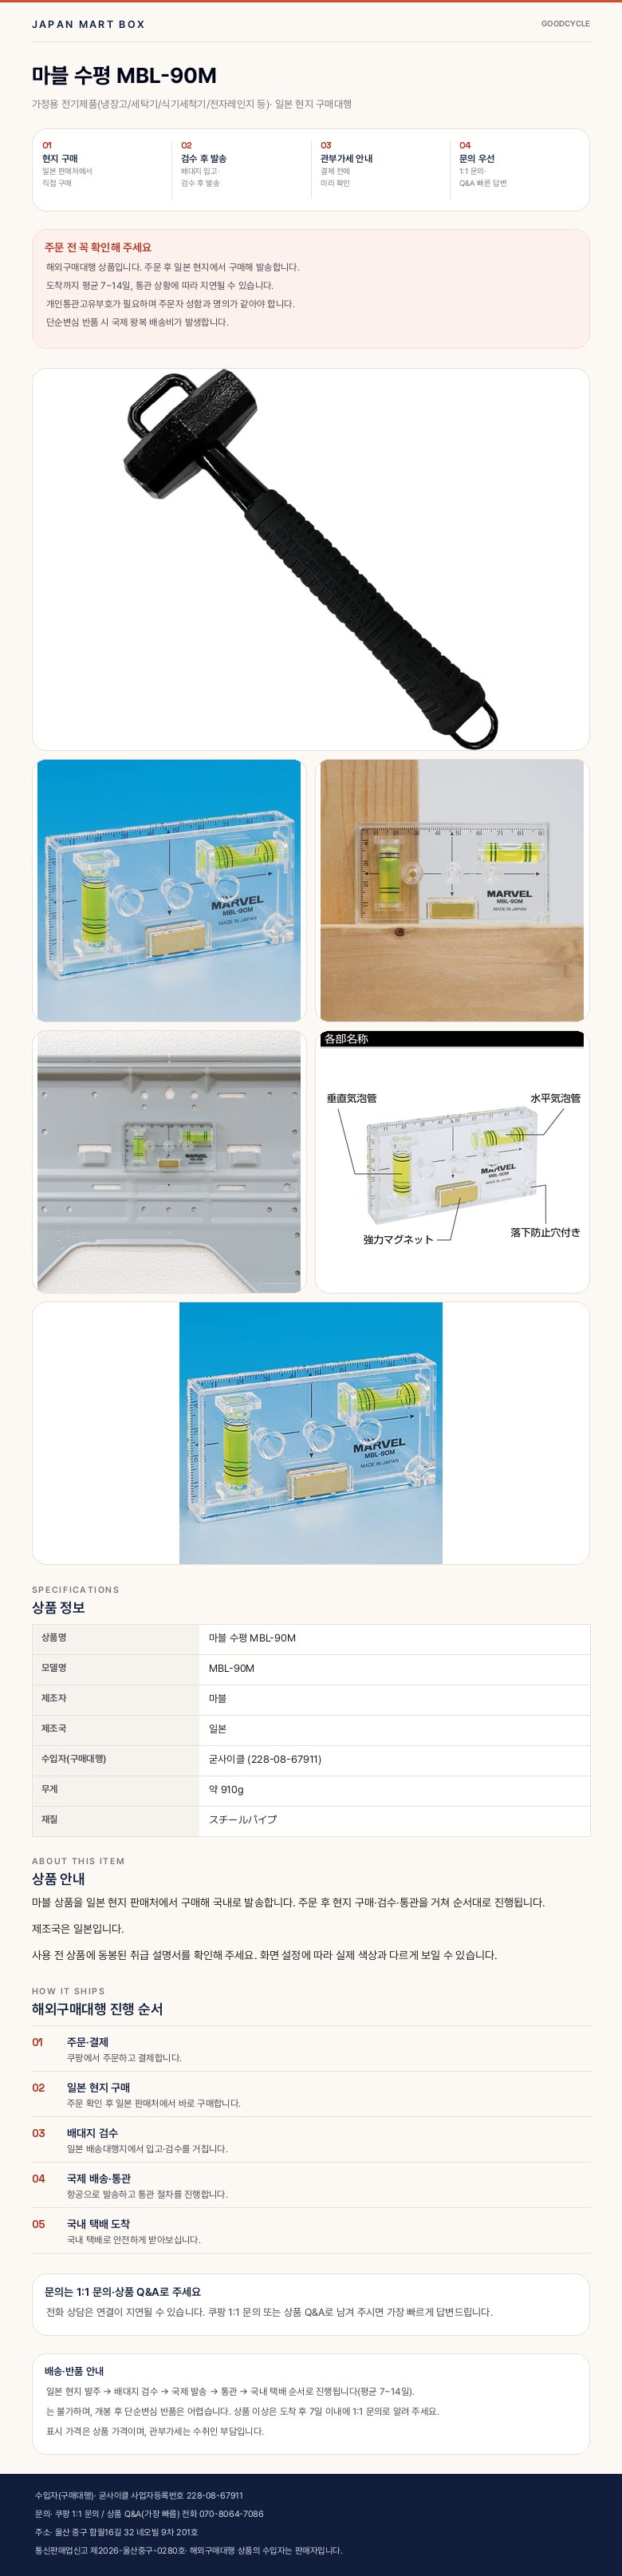 JAPAN MART BOX
GOODCYCLE
마블 수평 MBL-90M
가정용 전기제품(냉장고/세탁기/식기세척기/전자레인지 등)· 일본 현지 구매대행
01
현지 구매
일본 판매처에서
직접 구매
02
검수 후 발송
배대지 입고·
검수 후 발송
03
관부가세 안내
결제 전에
미리 확인
04
문의 우선
1:1 문의·
Q&A 빠른 답변
주문 전 꼭 확인해 주세요
해외구매대행 상품입니다. 주문 후 일본 현지에서 구매해 발송합니다.
도착까지 평균 7~14일, 통관 상황에 따라 지연될 수 있습니다.
개인통관고유부호가 필요하며 주문자 성함과 명의가 같아야 합니다.
단순변심 반품 시 국제 왕복 배송비가 발생합니다.
MARVEL
MBL-90M
MADE IN JAPAN
MARVEL
MBL-90M
MADE IN JAPAN
各部名称
垂直気泡管
水平気泡管
MARVEL
MBL-90M
強力マグネット
落下防止穴付き
MARVEL
MBL-90M
MADE IN JAPAN
SPECIFICATIONS
상품 정보
상품명
마블 수평 MBL-90M
모델명
MBL-90M
제조자
마블
제조국
일본
수입자(구매대행)
굳사이클 (228-08-67911)
무게
약 910g
재질
スチールパイプ
ABOUT THIS ITEM
상품 안내
마블 상품을 일본 현지 판매처에서 구매해 국내로 발송합니다. 주문 후 현지 구매·검수·통관을 거쳐 순서대로 진행됩니다.
제조국은 일본입니다.
사용 전 상품에 동봉된 취급 설명서를 확인해 주세요. 화면 설정에 따라 실제 색상과 다르게 보일 수 있습니다.
HOW IT SHIPS
해외구매대행 진행 순서
01
주문·결제
쿠팡에서 주문하고 결제합니다.
02
일본 현지 구매
주문 확인 후 일본 판매처에서 바로 구매합니다.
03
배대지 검수
일본 배송대행지에서 입고·검수를 거칩니다.
04
국제 배송·통관
항공으로 발송하고 통관 절차를 진행합니다.
05
국내 택배 도착
국내 택배로 안전하게 받아보십니다.
문의는 1:1 문의·상품 Q&A로 주세요
전화 상담은 연결이 지연될 수 있습니다. 쿠팡 1:1 문의 또는 상품 Q&A로 남겨 주시면 가장 빠르게 답변드립니다.
배송·반품 안내
일본 현지 발주 → 배대지 검수 → 국제 발송 → 통관 → 국내 택배 순서로 진행됩니다(평균 7~14일).
는 불가하며, 개봉 후 단순변심 반품은 어렵습니다. 상품 이상은 도착 후 7일 이내에 1:1 문의로 알려 주세요.
표시 가격은 상품 가격이며, 관부가세는 수취인 부담입니다.
수입자(구매대행)· 굳사이클 사업자등록번호 228-08-67911
문의· 쿠팡 1:1 문의 / 상품 Q&A(가장 빠름) 전화 070-8064-7086
주소· 울산 중구 함월16길 32 네오빌 9차 201호
통신판매업신고 제2026-울산중구-0280호· 해외구매대행 상품의 수입자는 판매자입니다.